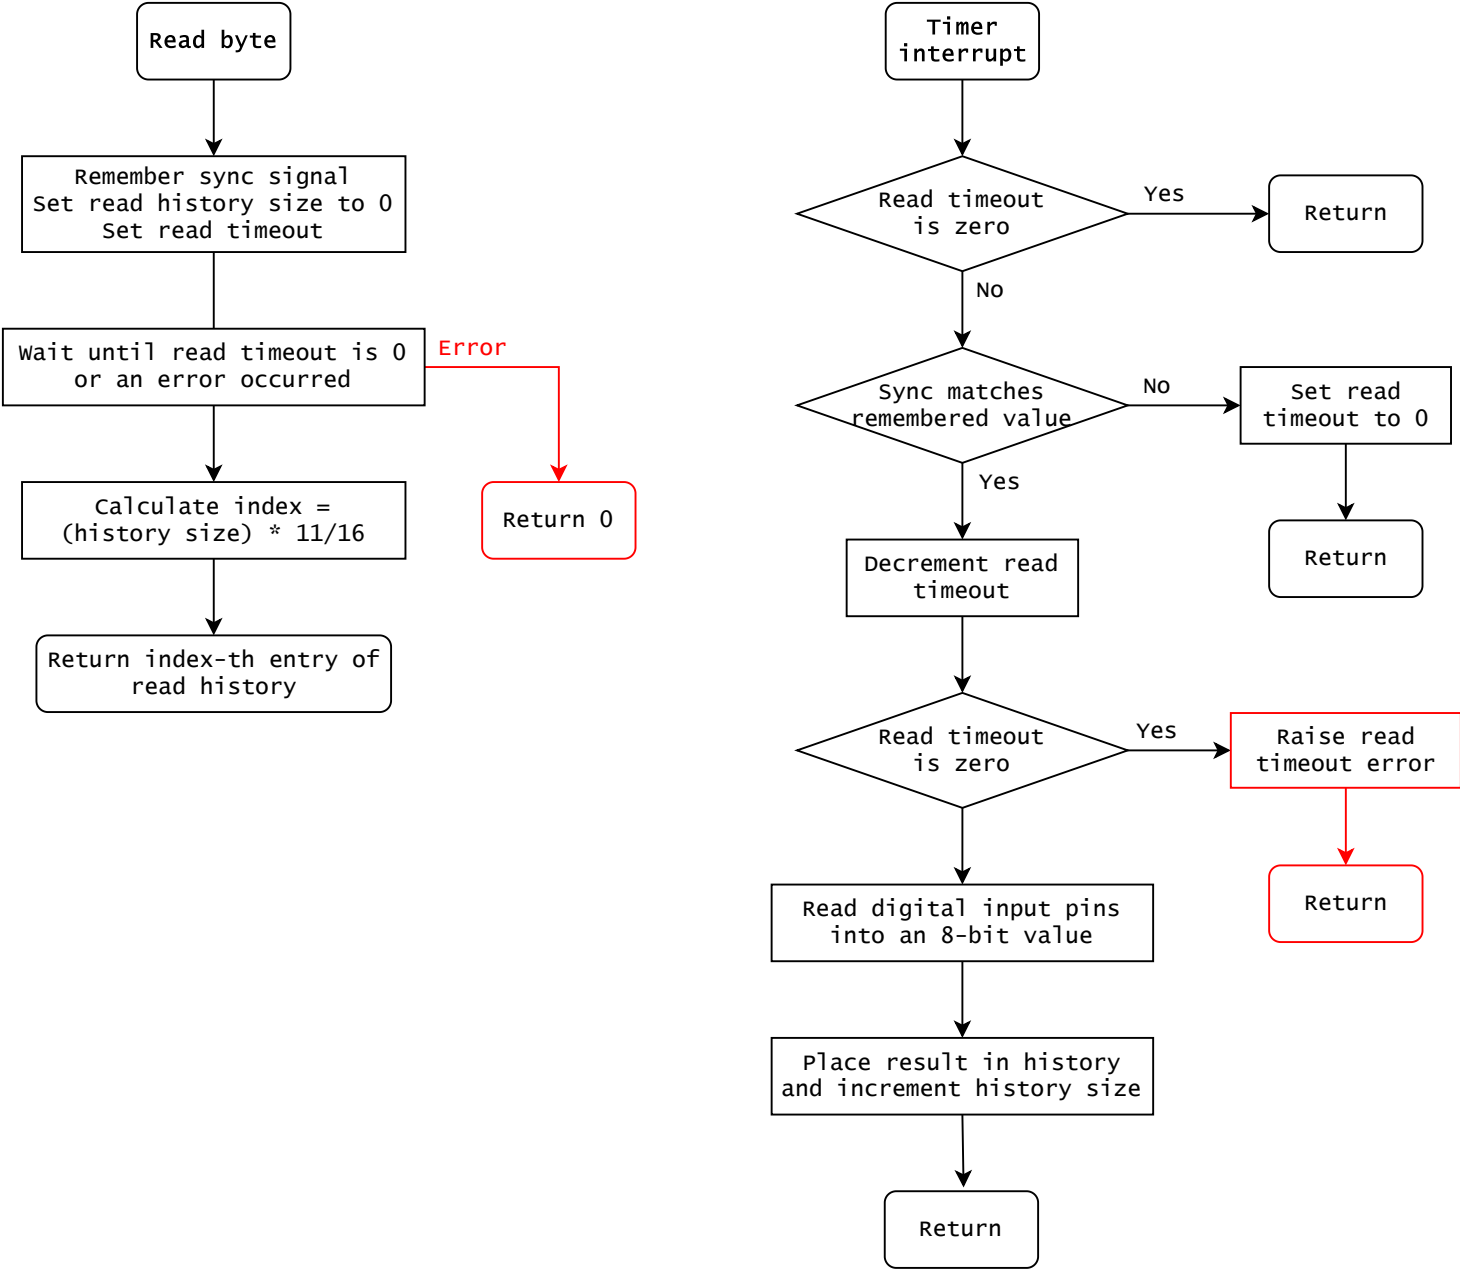 Read byte
Remember sync signal
Set read history size to 0
Set read timeout
Wait until read timeout is 0
or an error occurred
Error
Return 0
Calculate index =
(history size) * 11/16
Return index-th entry of
read history
Timer
interrupt
Read timeout
is zero
Yes
Return
No
Sync matches
remembered value
No
Set read
timeout to 0
Return
Yes
Decrement read
timeout
Read timeout
is zero
Yes
Raise read
timeout error
Return
Read digital input pins
into an 8-bit value
Place result in history
and increment history size
Return